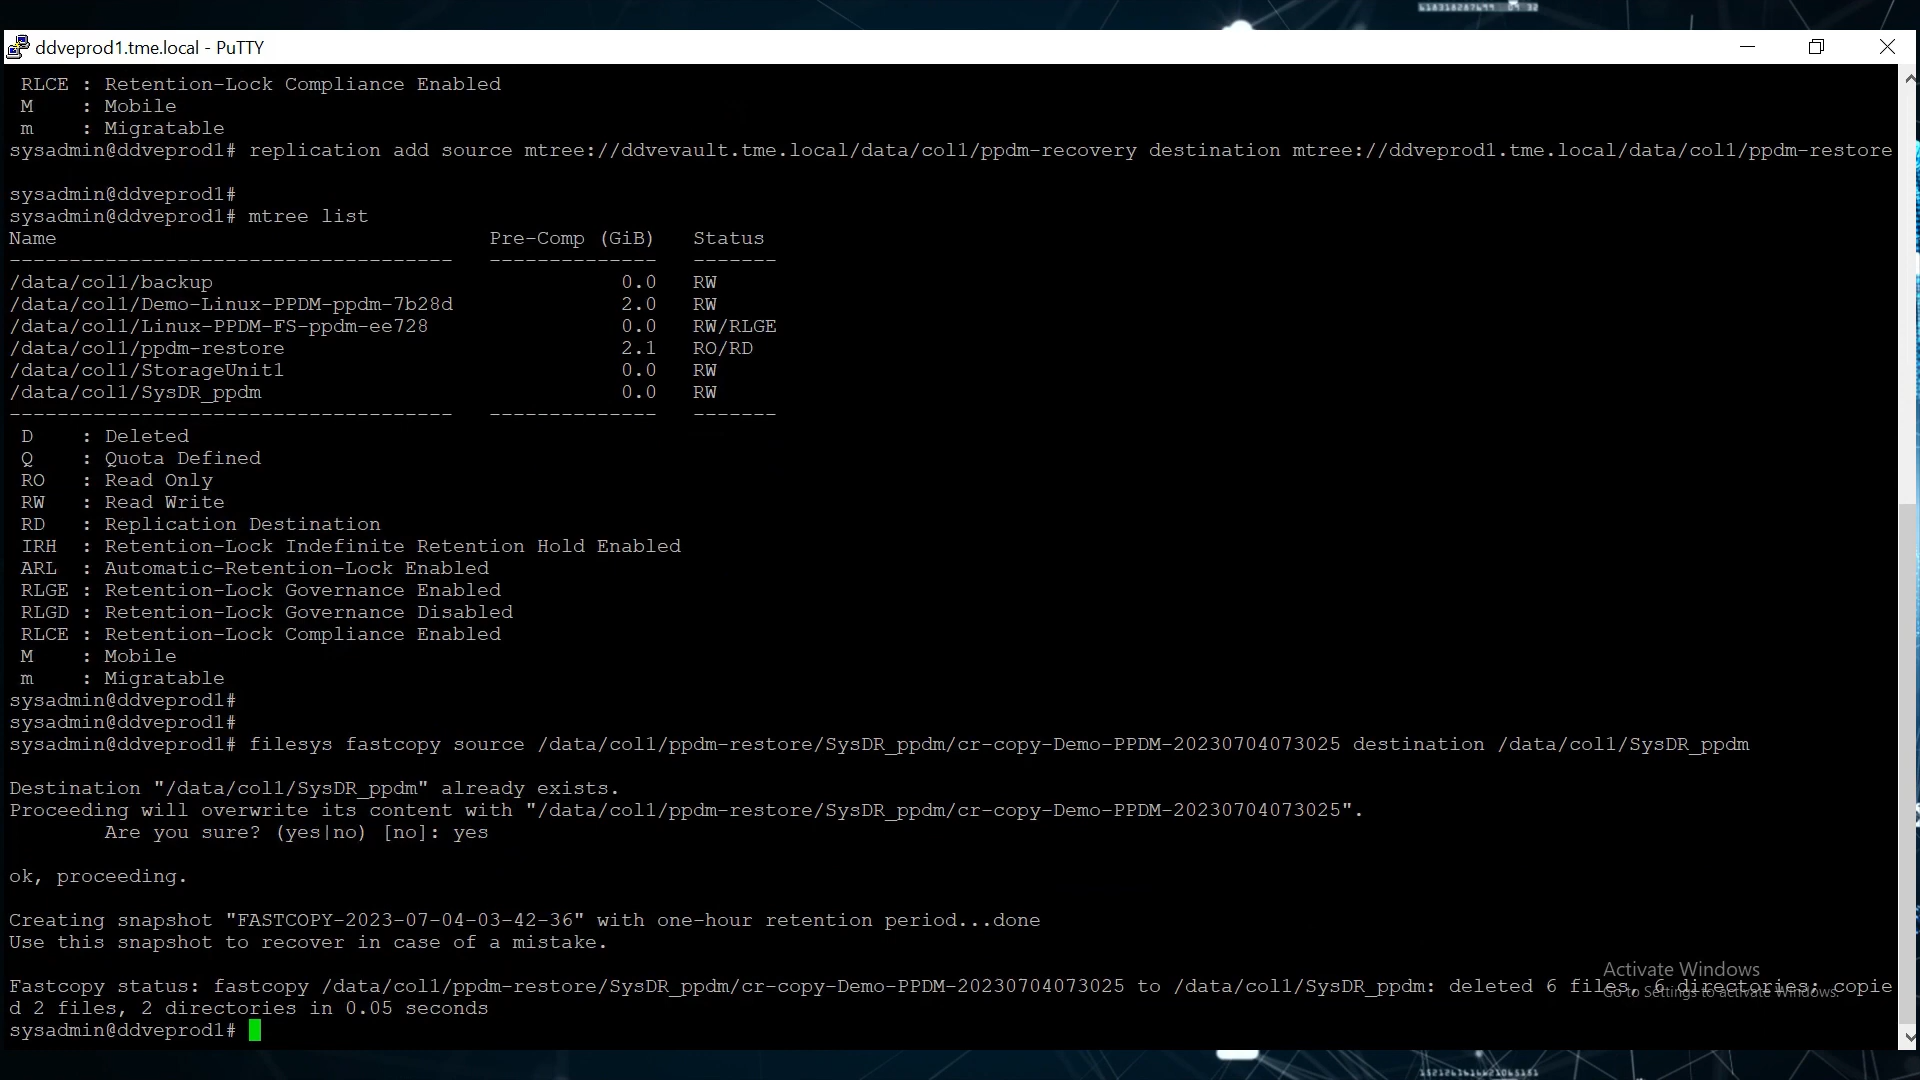 ddveprod1.tme.local - PuTTY
RLCE : Retention-Lock Compliance Enabled
M : Mobile
m : Migratable
sysadmin@ddveprod1# replication add source mtree://ddvevault.tme.local/data/col1/ppdm-recovery destination mtree://ddveprod1.tme.local/data/col1/ppdm-restore
sysadmin@ddveprod1#
sysadmin@ddveprod1# mtree list
Name Pre-Comp (GiB) Status
------------------------------------- -------------- -------
/data/col1/backup 0.0 RW
/data/col1/Demo-Linux-PPDM-ppdm-7b28d 2.0 RW
/data/col1/Linux-PPDM-FS-ppdm-ee728 0.0 RW/RLGE
/data/col1/ppdm-restore 2.1 RO/RD
/data/col1/StorageUnit1 0.0 RW
/data/col1/SysDR_ppdm 0.0 RW
------------------------------------- -------------- -------
D : Deleted
Q : Quota Defined
RO : Read Only
RW : Read Write
RD : Replication Destination
IRH : Retention-Lock Indefinite Retention Hold Enabled
ARL : Automatic-Retention-Lock Enabled
RLGE : Retention-Lock Governance Enabled
RLGD : Retention-Lock Governance Disabled
RLCE : Retention-Lock Compliance Enabled
M : Mobile
m : Migratable
sysadmin@ddveprod1#
sysadmin@ddveprod1#
sysadmin@ddveprod1# filesys fastcopy source /data/col1/ppdm-restore/SysDR_ppdm/cr-copy-Demo-PPDM-20230704073025 destination /data/col1/SysDR_ppdm
Destination "/data/col1/SysDR_ppdm" already exists.
Proceeding will overwrite its content with "/data/col1/ppdm-restore/SysDR_ppdm/cr-copy-Demo-PPDM-20230704073025".
Are you sure? (yes|no) [no]: yes
ok, proceeding.
Creating snapshot "FASTCOPY-2023-07-04-03-42-36" with one-hour retention period...done
Use this snapshot to recover in case of a mistake.
Activate Windows
Fastcopy status: fastcopy /data/col1/ppdm-restore/SysDR_ppdm/cr-copy-Demo-PPDM-20230704073025 to /data/col1/SysDR_ppdm: deleted 6 files, 6 directories; copie
Go to Settings to activate Windows.
d 2 files, 2 directories in 0.05 seconds
sysadmin@ddveprod1#